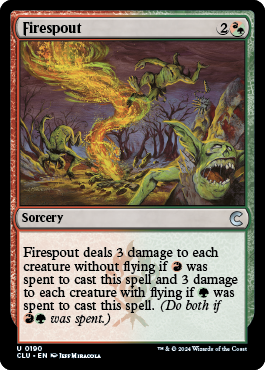 Firespout 2
Sorcery
Firespout deals 3 damage to each
creature without flying if was
spent to cast this spell and 3 damage
to each creature with flying if was
spent to cast this spell. (Do both if
was spent.)
U 0190
CLU • EN JEFF MIRACOLA
™ & © 2024 Wizards of the Coast